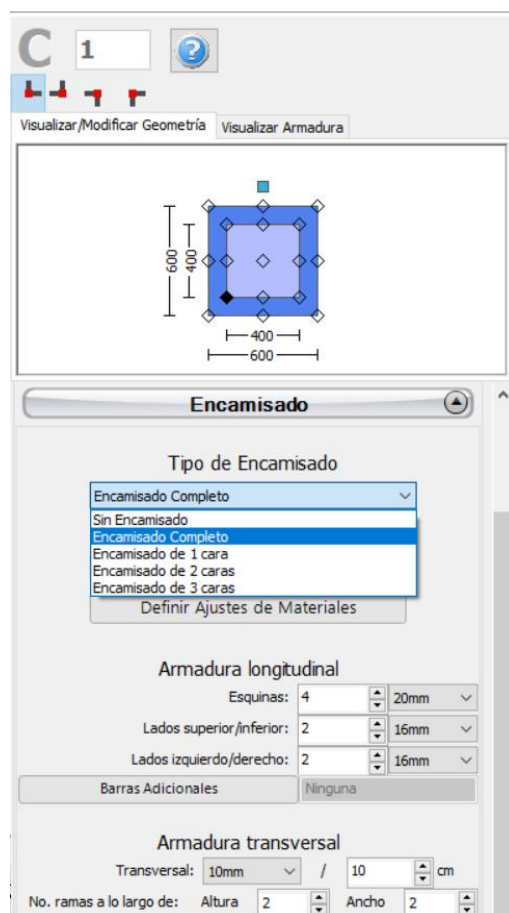 C 1 ?
Visualizar/Modificar Geometría Visualizar Armadura
600
400
400
600
Encamisado
Tipo de Encamisado
Encamisado Completo
Sin Encamisado
Encamisado Completo
Encamisado de 1 cara
Encamisado de 2 caras
Encamisado de 3 caras
Definir Ajustes de Materiales
Armadura longitudinal
Esquinas: 4 20mm
Lados superior/inferior: 2 16mm
Lados izquierdo/derecho: 2 16mm
Barras Adicionales Ninguna
Armadura transversal
Transversal: 10mm / 10 cm
No. ramas a lo largo de: Altura 2 Ancho 2